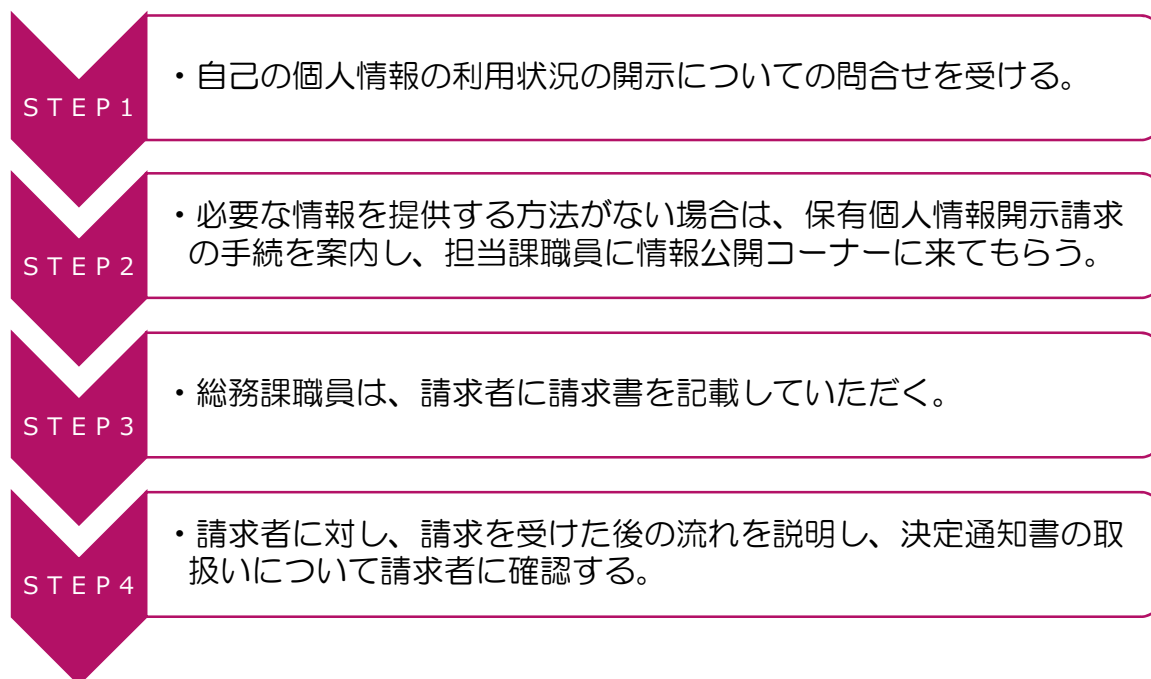 STEP1
・自己の個人情報の利用状況の開示についての問合せを受ける。
STEP2
・必要な情報を提供する方法がない場合は、保有個人情報開示請求
の手続を案内し、担当課職員に情報公開コーナーに来てもらう。
STEP3
・総務課職員は、請求者に請求書を記載していただく。
STEP4
・請求者に対し、請求を受けた後の流れを説明し、決定通知書の取
扱いについて請求者に確認する。